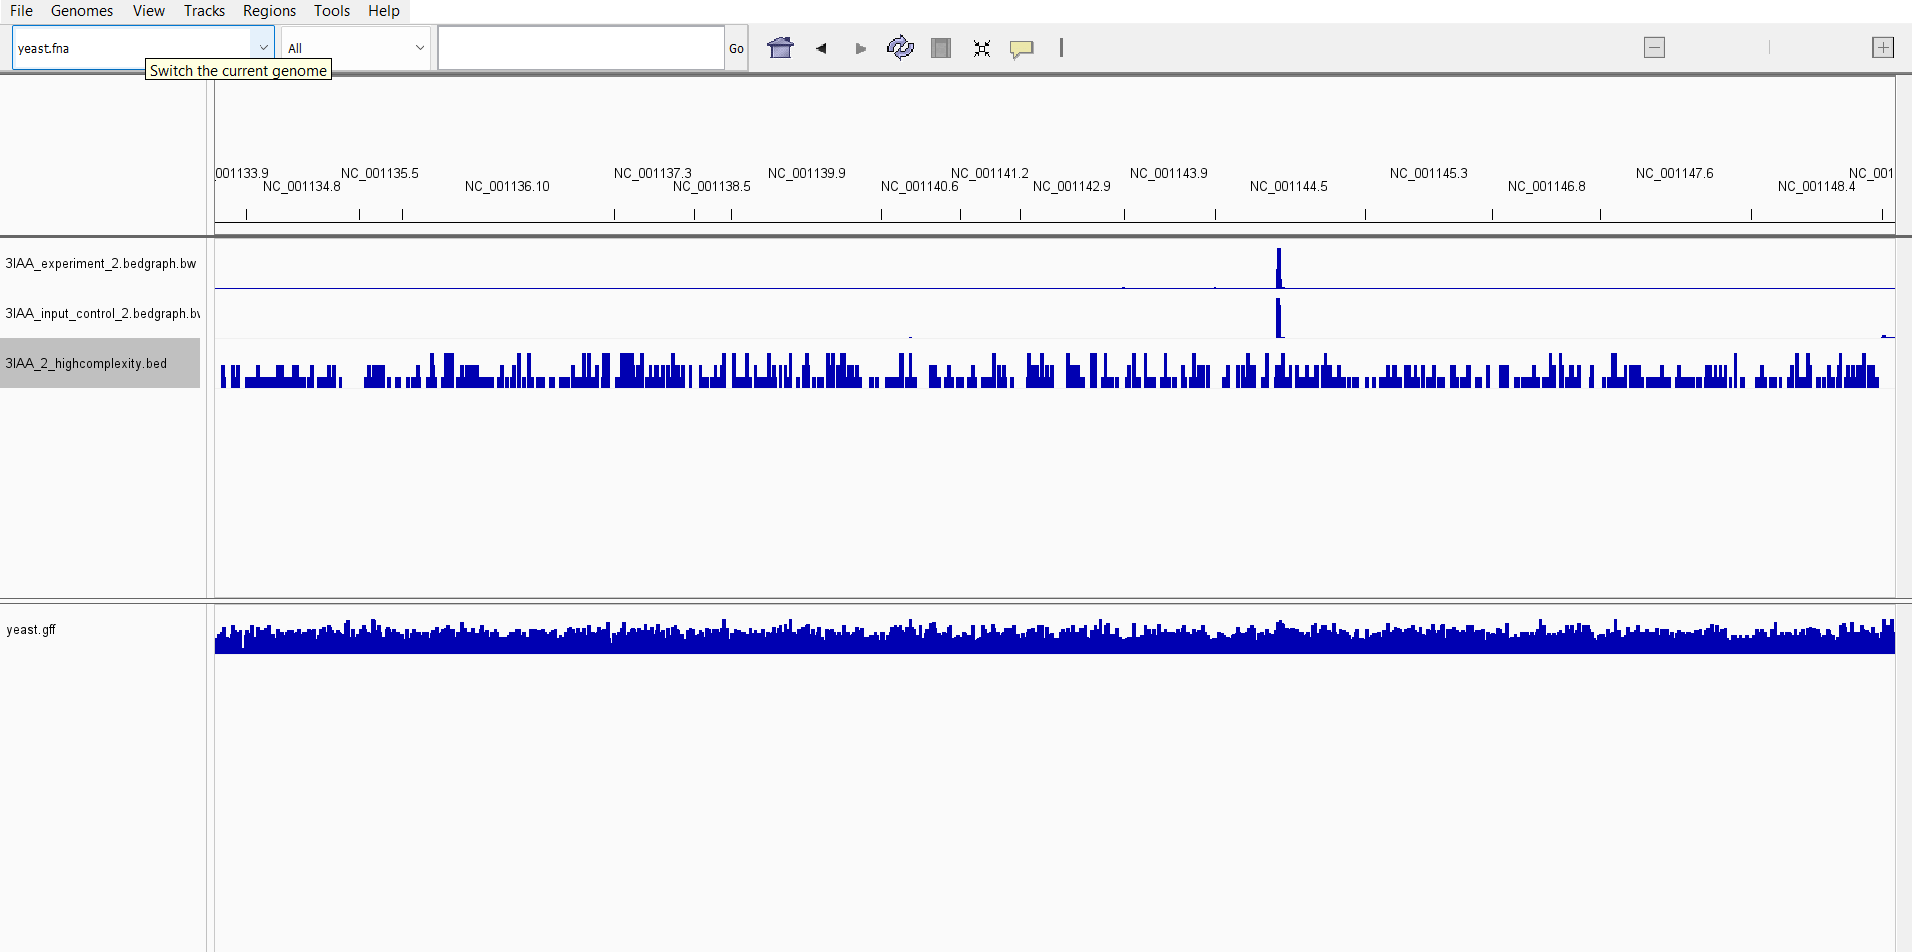 File Genomes View Tracks Regions Tools Help
yeast.fna All Go
Switch the current genome
001133.9 NC_001135.5 NC_001137.3 NC_001139.9 NC_001141.2 NC_001143.9 NC_001145.3 NC_001147.6 NC_001
NC_001134.8 NC_001136.10 NC_001138.5 NC_001140.6 NC_001142.9 NC_001144.5 NC_001146.8 NC_001148.4
3IAA_experiment_2.bedgraph.bw
3IAA_input_control_2.bedgraph.bw
3IAA_2_highcomplexity.bed
yeast.gff